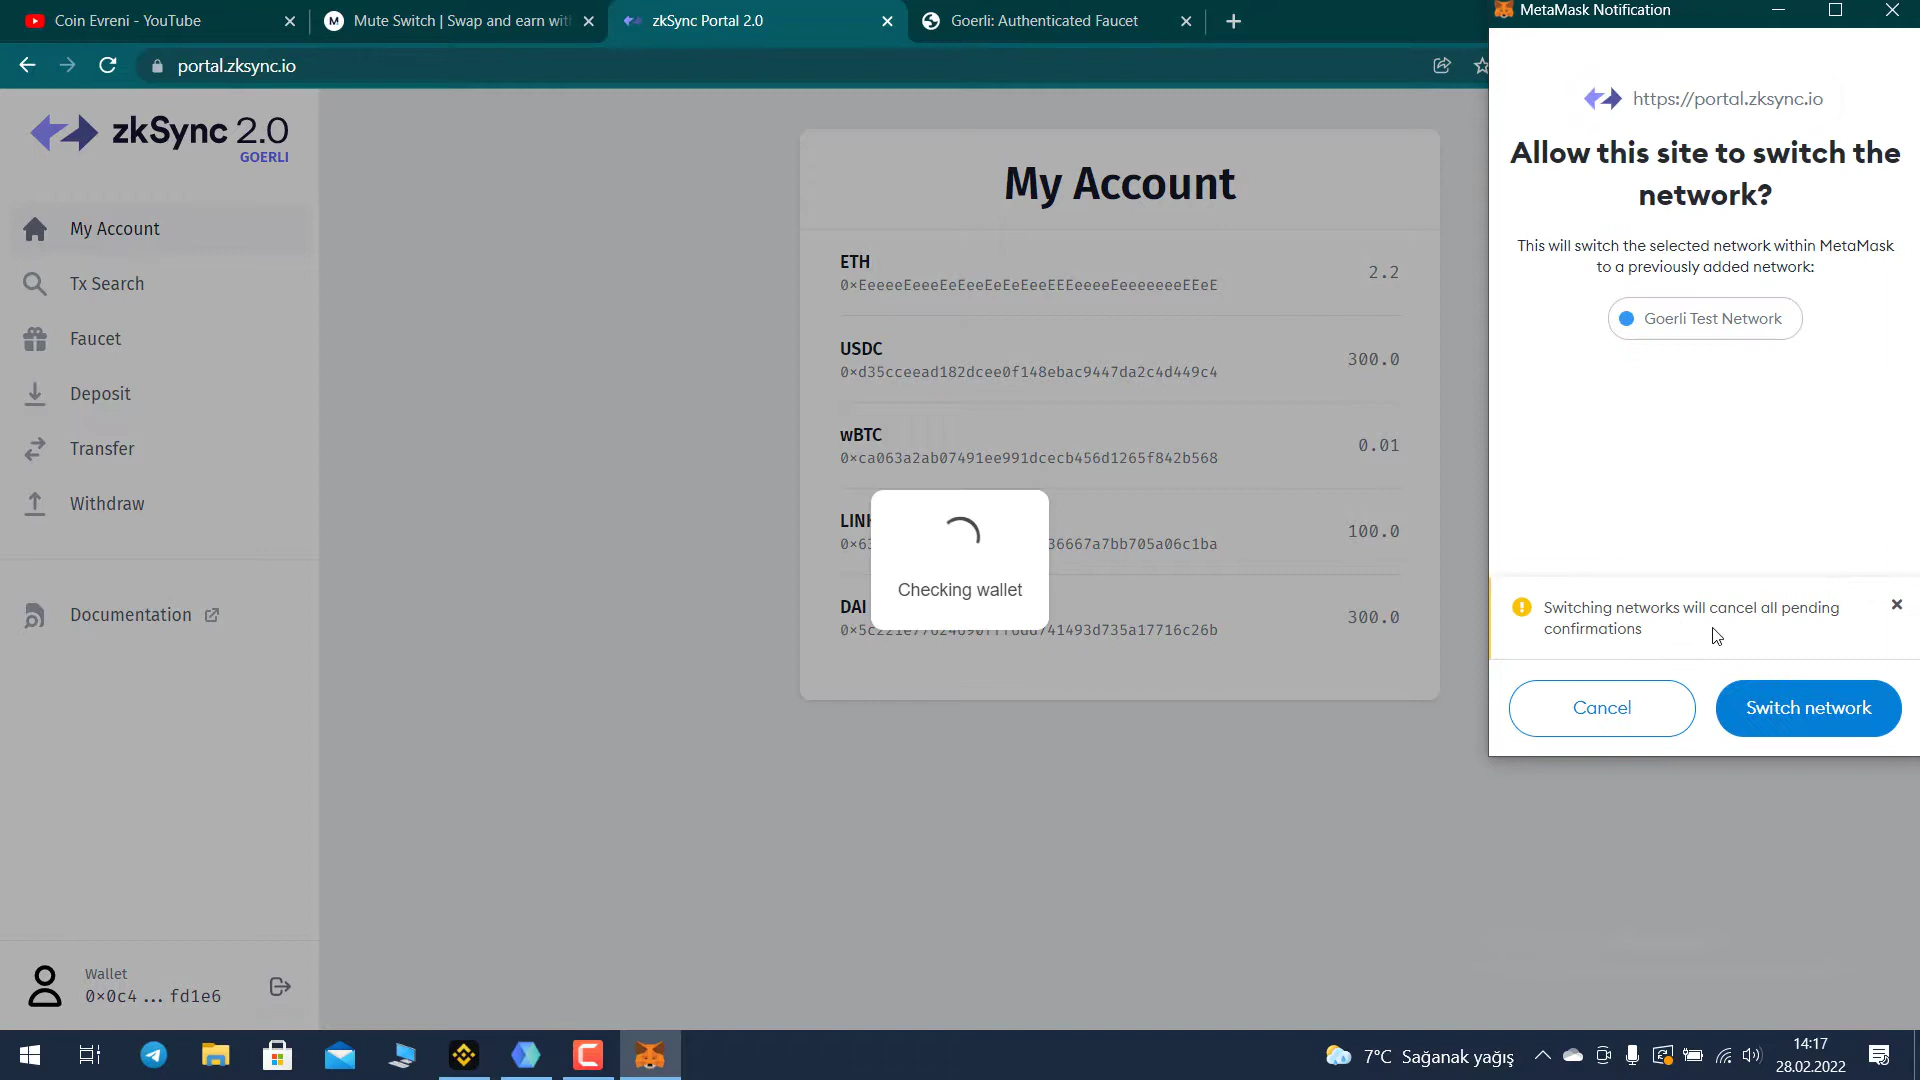 Coin Evreni - YouTube
Mute Switch | Swap and earn wit
zkSync Portal 2.0
Goerli: Authenticated Faucet
MetaMask Notification
portal.zksync.io
zkSync 2.0
GOERLI
My Account
Tx Search
Faucet
Deposit
Transfer
Withdraw
Documentation
Wallet
0x0c4 ... fd1e6
My Account
ETH
0xEeeeeEeeeEeEeeEeEeEeeEEEeeeeEeeeeeeeEEeE
2.2
USDC
0xd35cceead182dcee0f148ebac9447da2c4d449c4
300.0
wBTC
0xca063a2ab07491ee991dcecb456d1265f842b568
0.01
LINK
36667a7bb705a06c1ba
100.0
DAI
300.0
Checking wallet
https://portal.zksync.io
Allow this site to switch the
network?
This will switch the selected network within MetaMask
to a previously added network:
Goerli Test Network
Switching networks will cancel all pending
confirmations
Cancel
Switch network
7°C Sağanak yağış
14:17
28.02.2022